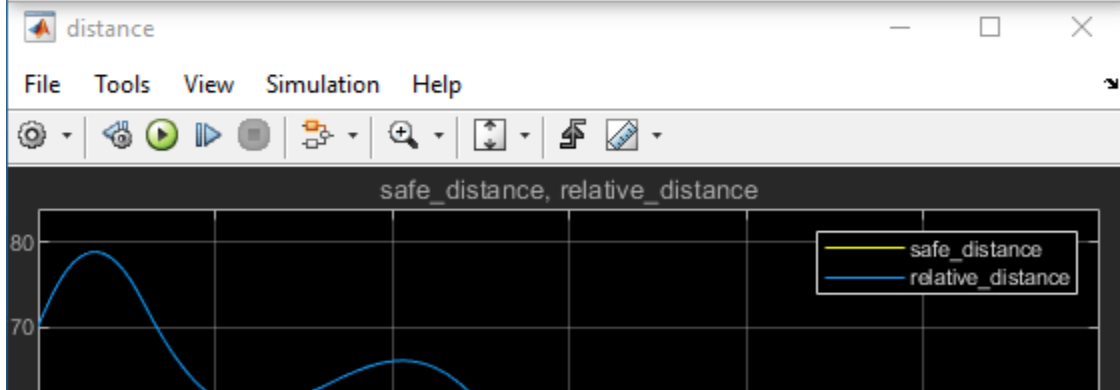 distance
File Tools View Simulation Help
safe_distance, relative_distance
80
safe_distance
relative_distance
70